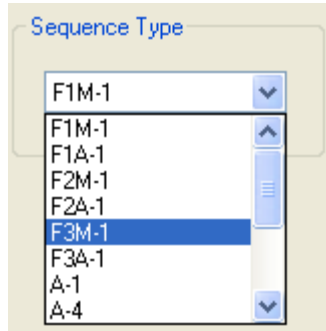 Sequence Type
F1M-1
F1M-1
F1A-1
F2M-1
F2A-1
F3M-1
F3A-1
A-1
A-4